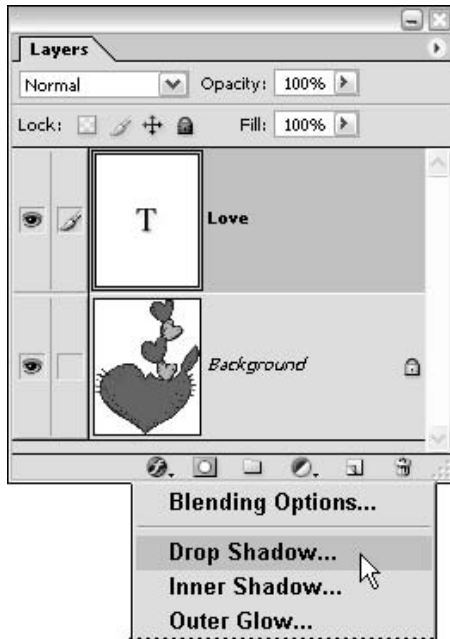 Layers
Normal Opacity: 100%
Lock: Fill: 100%
T Love
Background
Blending Options...
Drop Shadow...
Inner Shadow...
Outer Glow...